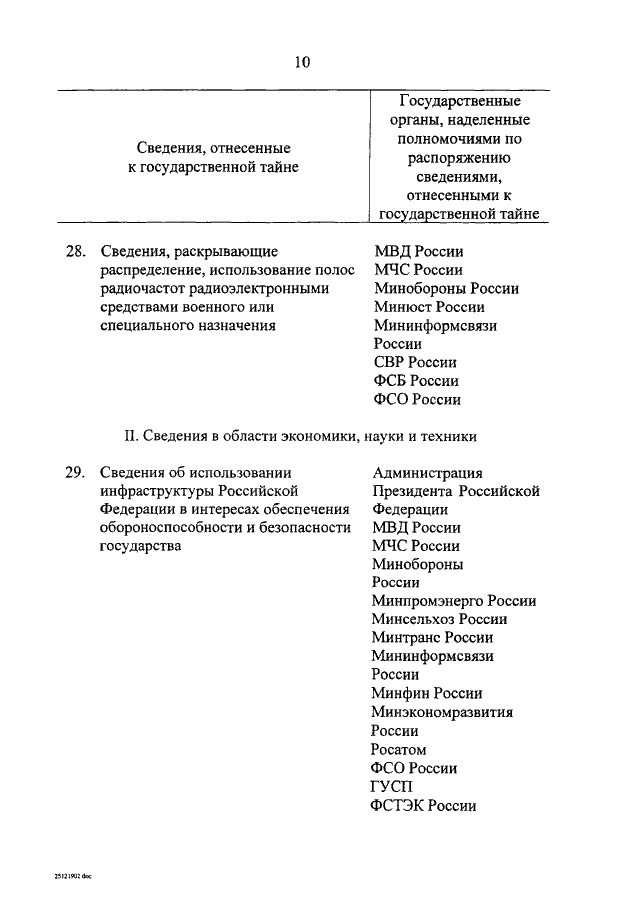 10
Сведения, отнесенные
к государственной тайне
Государственные
органы, наделенные
полномочиями по
распоряжению
сведениями,
отнесенными к
государственной тайне
28. Сведения, раскрывающие
распределение, использование полос
радиочастот радиоэлектронными
средствами военного или
специального назначения
МВД России
МЧС России
Минобороны России
Минюст России
Мининформсвязи
России
СВР России
ФСБ России
ФСО России
II. Сведения в области экономики, науки и техники
29. Сведения об использовании
инфраструктуры Российской
Федерации в интересах обеспечения
обороноспособности и безопасности
государства
Администрация
Президента Российской
Федерации
МВД России
МЧС России
Минобороны
России
Минпромэнерго России
Минсельхоз России
Минтранс России
Мининформсвязи
России
Минфин России
Минэкономразвития
России
Росатом
ФСО России
ГУСП
ФСТЭК России
25121902 doc